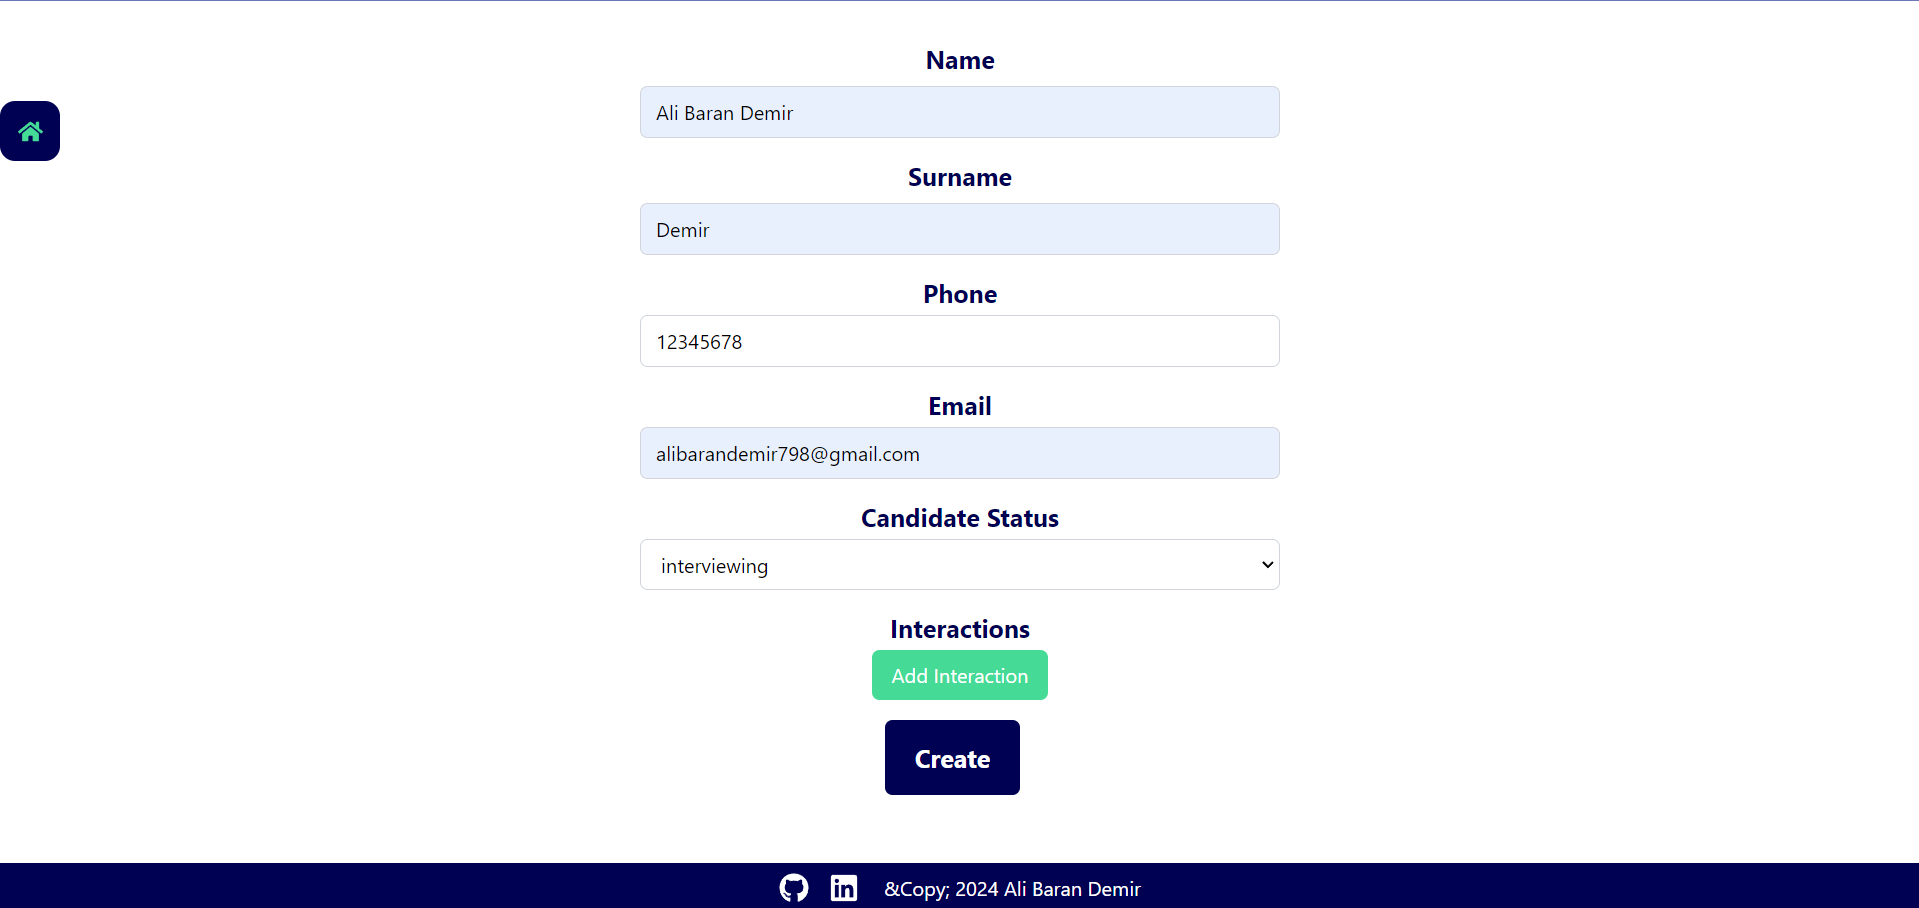 Name
Ali Baran Demir
Surname
Demir
Phone
12345678
Email
alibarandemir798@gmail.com
Candidate Status
interviewing
Interactions
Add Interaction
Create
in
&Copy; 2024 Ali Baran Demir